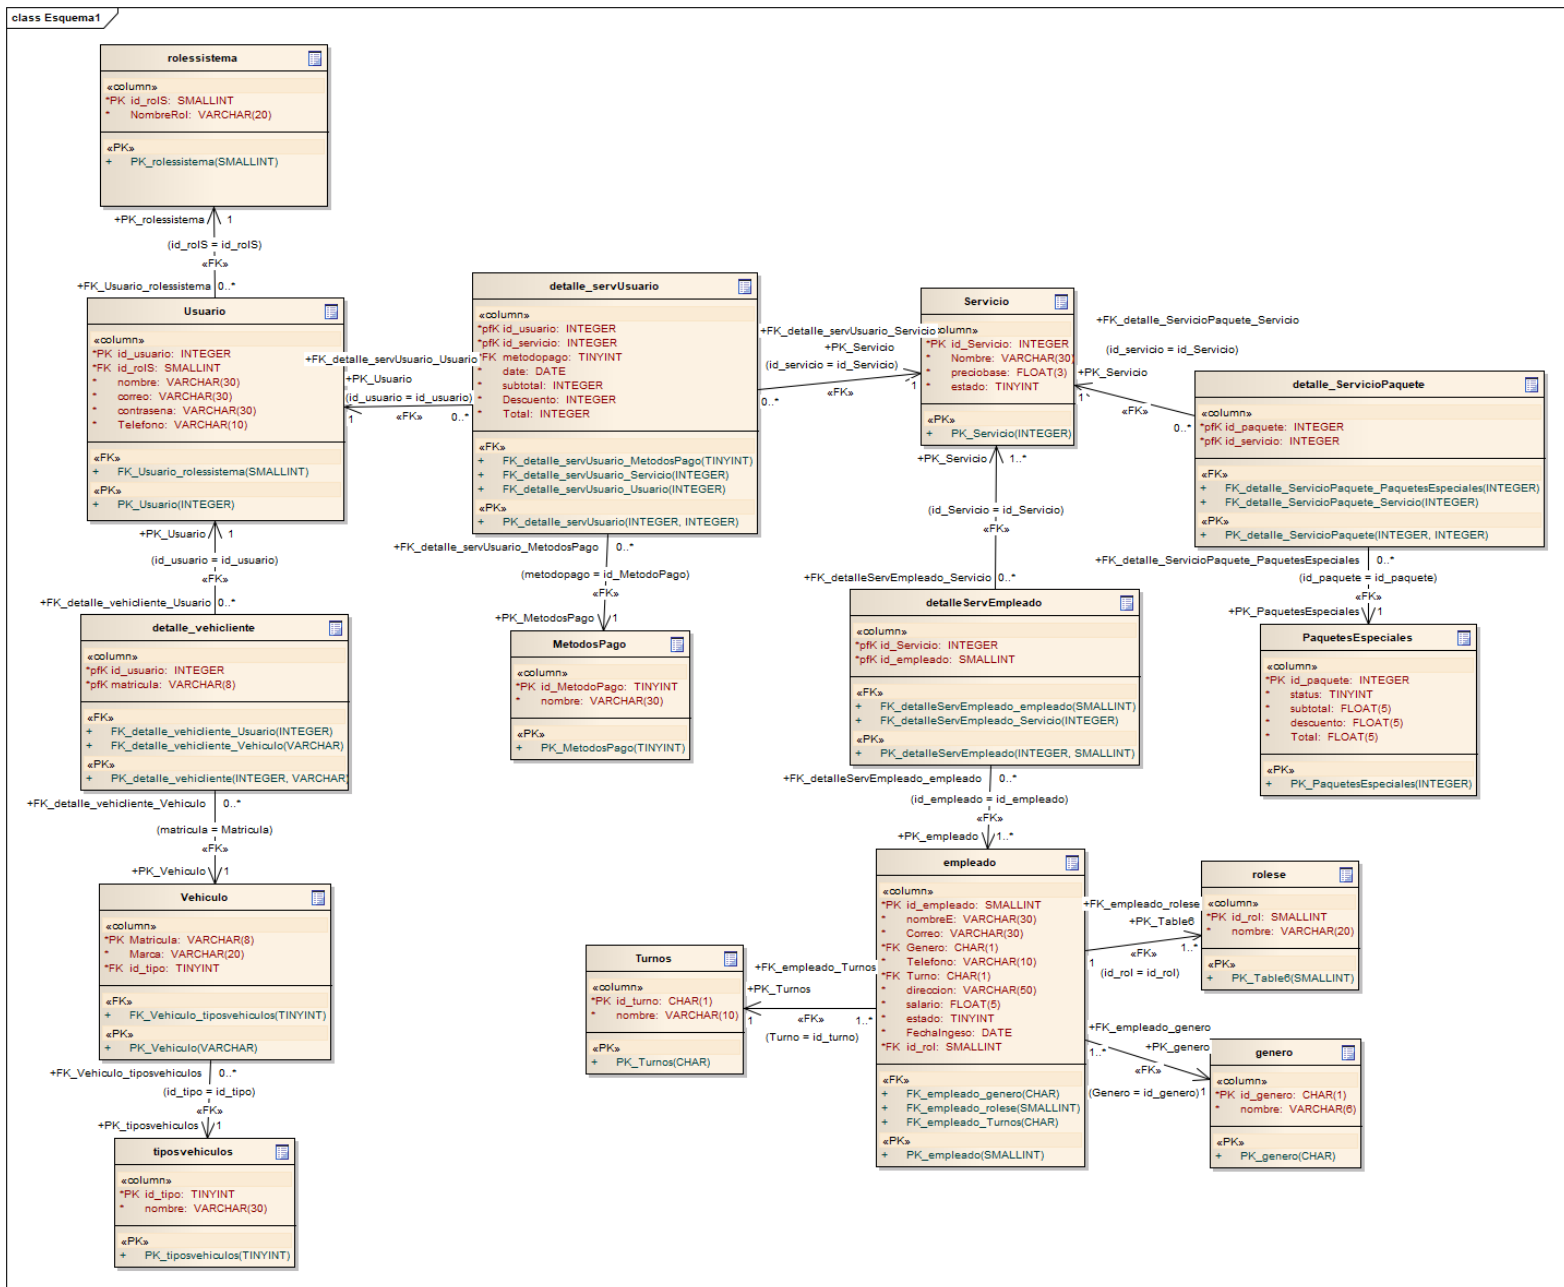 class Esquema1
rolessistema
«column»
*PK id_rolS: SMALLINT
* NombreRol: VARCHAR(20)
«PK»
+ PK_rolessistema(SMALLINT)
+PK_rolessistema 1
(id_rolS = id_rolS)
«FK»
+FK_Usuario_rolessistema 0..*
Usuario
«column»
*PK id_usuario: INTEGER
*FK id_rolS: SMALLINT
* nombre: VARCHAR(30)
* correo: VARCHAR(30)
* contrasena: VARCHAR(30)
* Telefono: VARCHAR(10)
«FK»
+ FK_Usuario_rolessistema(SMALLINT)
«PK»
+ PK_Usuario(INTEGER)
+FK_detalle_servUsuario_Usuario
+PK_Usuario
(id_usuario = id_usuario)
1 «FK» 0..*
detalle_servUsuario
«column»
*pfK id_usuario: INTEGER
*pfK id_servicio: INTEGER
*FK metodopago: TINYINT
* date: DATE
* subtotal: INTEGER
* Descuento: INTEGER
* Total: INTEGER
«FK»
+ FK_detalle_servUsuario_MetodosPago(TINYINT)
+ FK_detalle_servUsuario_Servicio(INTEGER)
+ FK_detalle_servUsuario_Usuario(INTEGER)
«PK»
+ PK_detalle_servUsuario(INTEGER, INTEGER)
+FK_detalle_servUsuario_Servicio
+PK_Servicio
(id_servicio = id_Servicio)
0..* «FK» 1
Servicio
«column»
*PK id_Servicio: INTEGER
* Nombre: VARCHAR(30)
* preciobase: FLOAT(3)
* estado: TINYINT
«PK»
+ PK_Servicio(INTEGER)
+FK_detalle_ServicioPaquete_Servicio
(id_servicio = id_Servicio)
+PK_Servicio
1 «FK» 0..*
detalle_ServicioPaquete
«column»
*pfK id_paquete: INTEGER
*pfK id_servicio: INTEGER
«FK»
+ FK_detalle_ServicioPaquete_PaquetesEspeciales(INTEGER)
+ FK_detalle_ServicioPaquete_Servicio(INTEGER)
«PK»
+ PK_detalle_ServicioPaquete(INTEGER, INTEGER)
+FK_detalle_ServicioPaquete_PaquetesEspeciales 0..*
(id_paquete = id_paquete)
«FK»
+PK_PaquetesEspeciales 1
PaquetesEspeciales
«column»
*PK id_paquete: INTEGER
* status: TINYINT
* subtotal: FLOAT(5)
* descuento: FLOAT(5)
* Total: FLOAT(5)
«PK»
+ PK_PaquetesEspeciales(INTEGER)
+PK_Servicio 1..*
(id_Servicio = id_Servicio)
«FK»
+FK_detalleServEmpleado_Servicio 0..*
detalleServEmpleado
«column»
*pfK id_Servicio: INTEGER
*pfK id_empleado: SMALLINT
«FK»
+ FK_detalleServEmpleado_empleado(SMALLINT)
+ FK_detalleServEmpleado_Servicio(INTEGER)
«PK»
+ PK_detalleServEmpleado(INTEGER, SMALLINT)
+FK_detalleServEmpleado_empleado 0..*
(id_empleado = id_empleado)
«FK»
+PK_empleado 1..*
+FK_detalle_servUsuario_MetodosPago 0..*
(metodopago = id_MetodoPago)
«FK»
+PK_MetodosPago 1
MetodosPago
«column»
*PK id_MetodoPago: TINYINT
* nombre: VARCHAR(30)
«PK»
+ PK_MetodosPago(TINYINT)
+PK_Usuario 1
(id_usuario = id_usuario)
«FK»
+FK_detalle_vehicliente_Usuario 0..*
detalle_vehicliente
«column»
*pfK id_usuario: INTEGER
*pfK matricula: VARCHAR(8)
«FK»
+ FK_detalle_vehicliente_Usuario(INTEGER)
+ FK_detalle_vehicliente_Vehiculo(VARCHAR)
«PK»
+ PK_detalle_vehicliente(INTEGER, VARCHAR)
+FK_detalle_vehicliente_Vehiculo 0..*
(matricula = Matricula)
«FK»
+PK_Vehiculo 1
Vehiculo
«column»
*PK Matricula: VARCHAR(8)
* Marca: VARCHAR(20)
*FK id_tipo: TINYINT
«FK»
+ FK_Vehiculo_tiposvehiculos(TINYINT)
«PK»
+ PK_Vehiculo(VARCHAR)
+FK_Vehiculo_tiposvehiculos 0..*
(id_tipo = id_tipo)
«FK»
+PK_tiposvehiculos 1
tiposvehiculos
«column»
*PK id_tipo: TINYINT
* nombre: VARCHAR(30)
«PK»
+ PK_tiposvehiculos(TINYINT)
Turnos
«column»
*PK id_turno: CHAR(1)
* nombre: VARCHAR(10)
«PK»
+ PK_Turnos(CHAR)
+FK_empleado_Turnos
+PK_Turnos
1 «FK» 1..*
(Turno = id_turno)
empleado
«column»
*PK id_empleado: SMALLINT
* nombreE: VARCHAR(30)
* Correo: VARCHAR(30)
*FK Genero: CHAR(1)
* Telefono: VARCHAR(10)
*FK Turno: CHAR(1)
* direccion: VARCHAR(50)
* salario: FLOAT(5)
* estado: TINYINT
* FechaIngeso: DATE
*FK id_rol: SMALLINT
«FK»
+ FK_empleado_genero(CHAR)
+ FK_empleado_rolese(SMALLINT)
+ FK_empleado_Turnos(CHAR)
«PK»
+ PK_empleado(SMALLINT)
+FK_empleado_rolese
+PK_Table6
1 «FK» 1..*
(id_rol = id_rol)
rolese
«column»
*PK id_rol: SMALLINT
* nombre: VARCHAR(20)
«PK»
+ PK_Table6(SMALLINT)
+FK_empleado_genero
1..* +PK_genero
«FK»
(Genero = id_genero) 1
genero
«column»
*PK id_genero: CHAR(1)
* nombre: VARCHAR(6)
«PK»
+ PK_genero(CHAR)